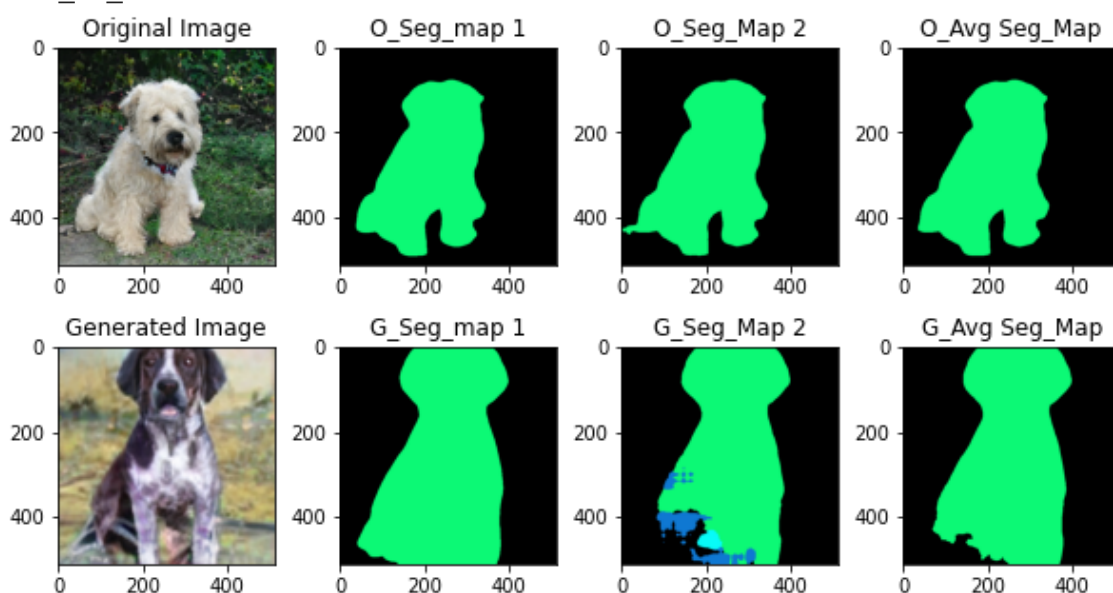 Original Image O_Seg_map 1 O_Seg_Map 2 O_Avg Seg_Map
0 0 0 0
200 200 200 200
400 400 400 400
0 200 400 0 200 400 0 200 400 0 200 400
Generated Image G_Seg_map 1 G_Seg_Map 2 G_Avg Seg_Map
0 0 0 0
200 200 200 200
400 400 400 400
0 200 400 0 200 400 0 200 400 0 200 400